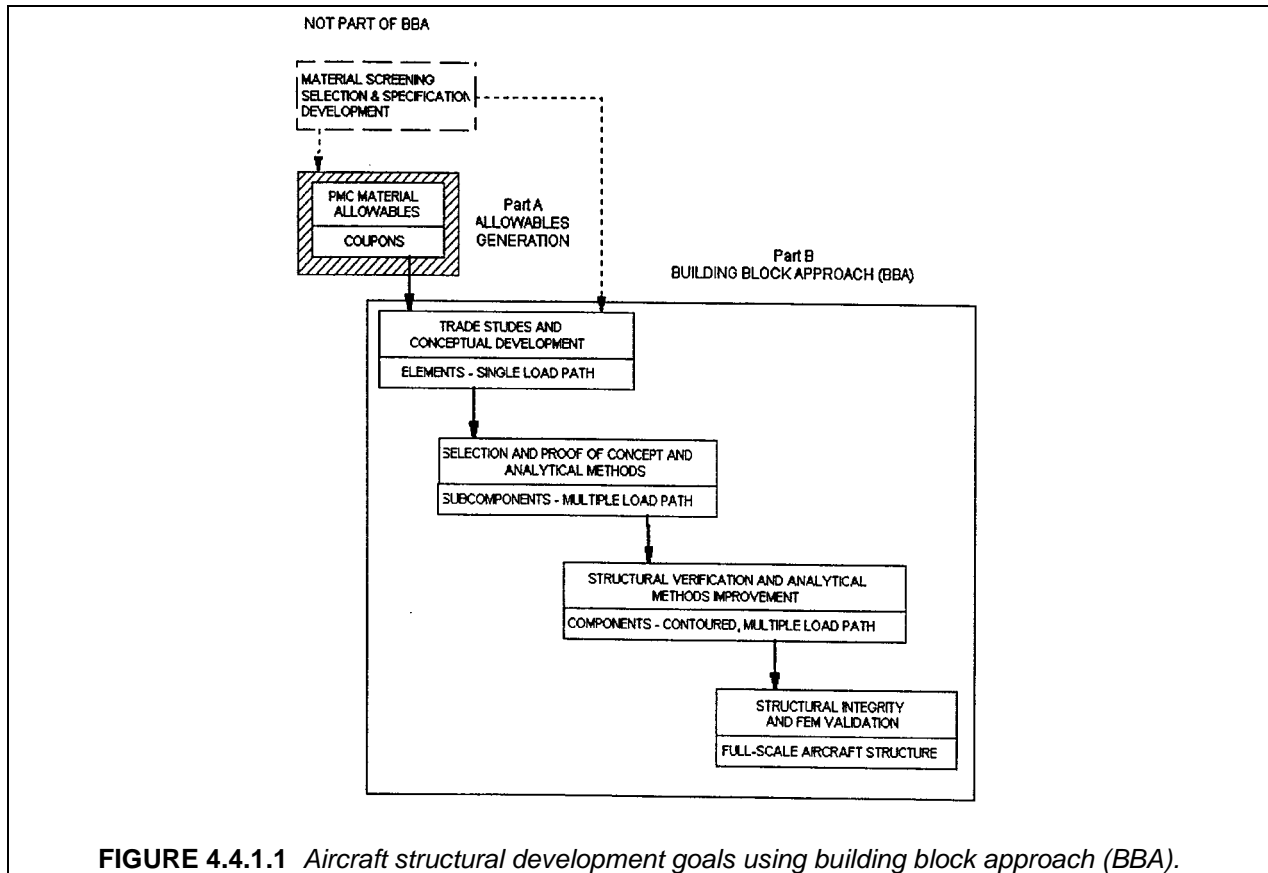 NOT PART OF BBA
MATERIAL SCREENING
SELECTION & SPECIFICATION
DEVELOPMENT
PMC MATERIAL
ALLOWABLES
COUPONS
Part A
ALLOWABLES
GENERATION
Part B
BUILDING BLOCK APPROACH (BBA)
TRADE STUDES AND
CONCEPTUAL DEVELOPMENT
ELEMENTS - SINGLE LOAD PATH
SELECTION AND PROOF OF CONCEPT AND
ANALYTICAL METHODS
SUBCOMPONENTS - MULTIPLE LOAD PATH
STRUCTURAL VERIFICATION AND ANALYTICAL
METHODS IMPROVEMENT
COMPONENTS - CONTOURED, MULTIPLE LOAD PATH
STRUCTURAL INTEGRITY
AND FEM VALIDATION
FULL-SCALE AIRCRAFT STRUCTURE
FIGURE 4.4.1.1 Aircraft structural development goals using building block approach (BBA).